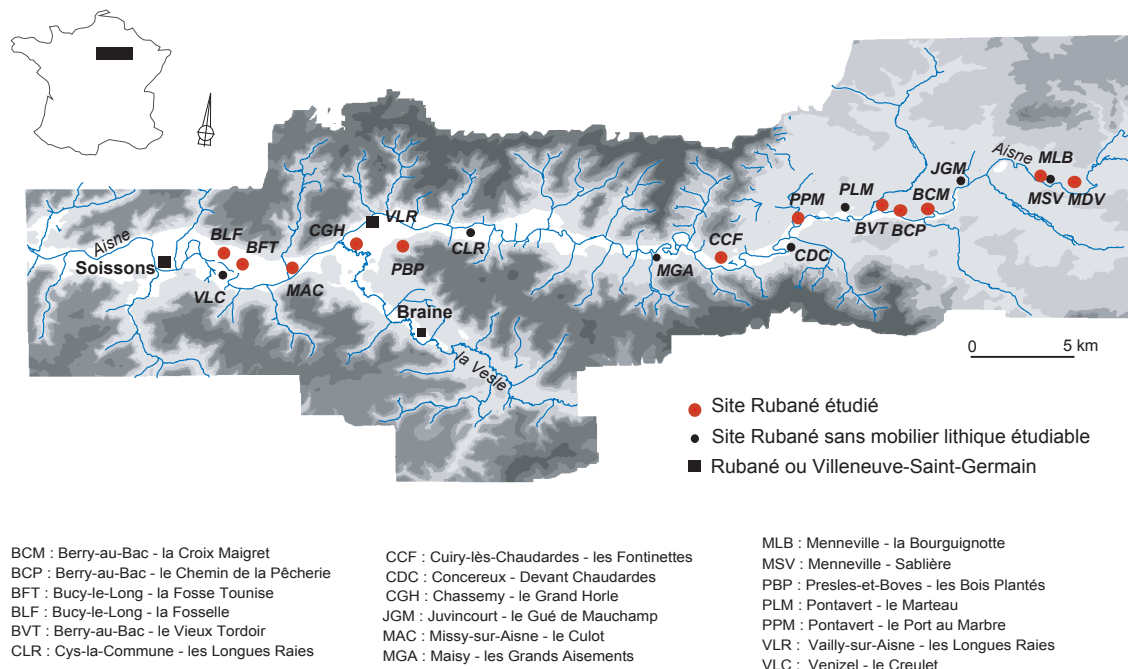 Aisne
MLB
JGM
PLM
BCM
MSV
MDV
PPM
BVT
BCP
VLR
CGH
BLF
BFT
Aisne
CLR
CCF
CDC
PBP
Soissons
MGA
VLC
MAC
Braine
la Vesle
0 5 km
Site Rubané étudié
Site Rubané sans mobilier lithique étudiable
Rubané ou Villeneuve-Saint-Germain
BCM : Berry-au-Bac - la Croix Maigret
BCP : Berry-au-Bac - le Chemin de la Pêcherie
BFT : Bucy-le-Long - la Fosse Tounise
BLF : Bucy-le-Long - la Fosselle
BVT : Berry-au-Bac - le Vieux Tordoir
CLR : Cys-la-Commune - les Longues Raies
CCF : Cuiry-lès-Chaudardes - les Fontinettes
CDC : Concereux - Devant Chaudardes
CGH : Chassemy - le Grand Horle
JGM : Juvincourt - le Gué de Mauchamp
MAC : Missy-sur-Aisne - le Culot
MGA : Maisy - les Grands Aisements
MLB : Menneville - la Bourguignotte
MSV : Menneville - Sablière
PBP : Presles-et-Boves - les Bois Plantés
PLM : Pontavert - le Marteau
PPM : Pontavert - le Port au Marbre
VLR : Vailly-sur-Aisne - les Longues Raies
VLC : Venizel - le Creulet